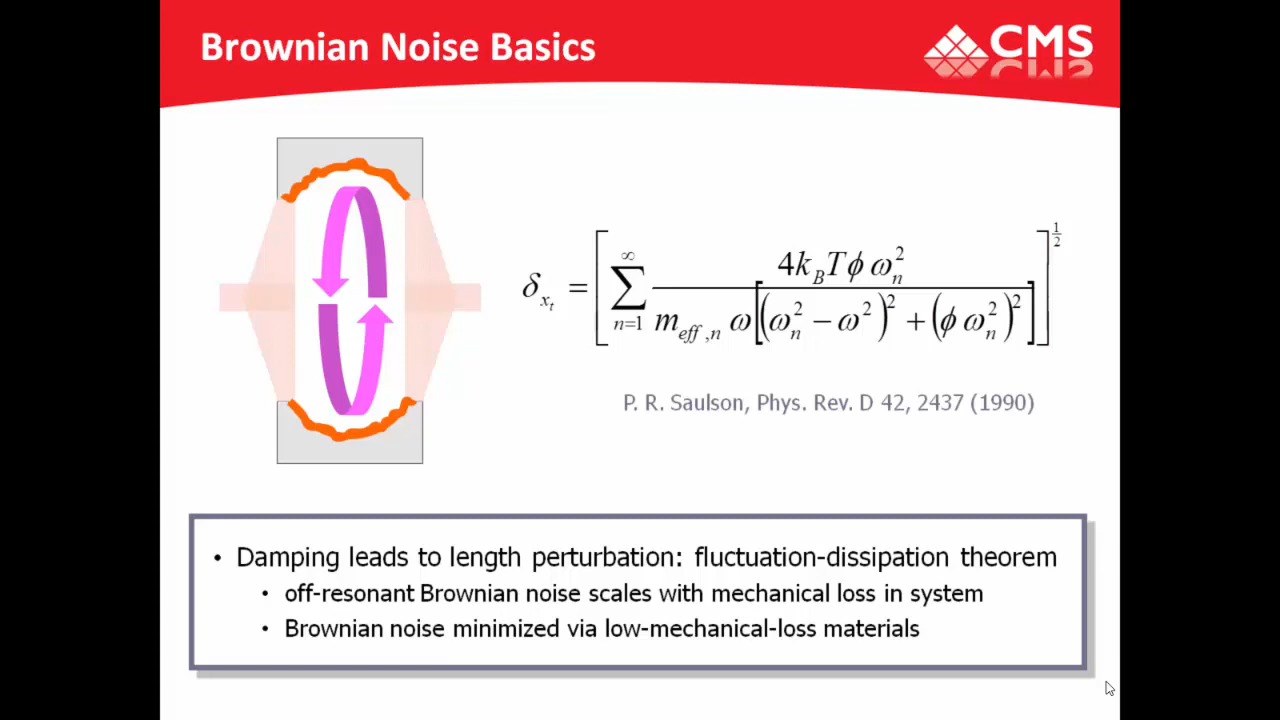 Brownian Noise Basics
CMS
δ_{x_t} = [ ∑_{n=1}^{∞} 4k_B T ϕ ω_n^2 / ( m_{eff,n} ω [ (ω_n^2 − ω^2)^2 + (ϕ ω_n^2)^2 ] ) ]^{1/2}
P. R. Saulson, Phys. Rev. D 42, 2437 (1990)
• Damping leads to length perturbation: fluctuation-dissipation theorem
• off-resonant Brownian noise scales with mechanical loss in system
• Brownian noise minimized via low-mechanical-loss materials